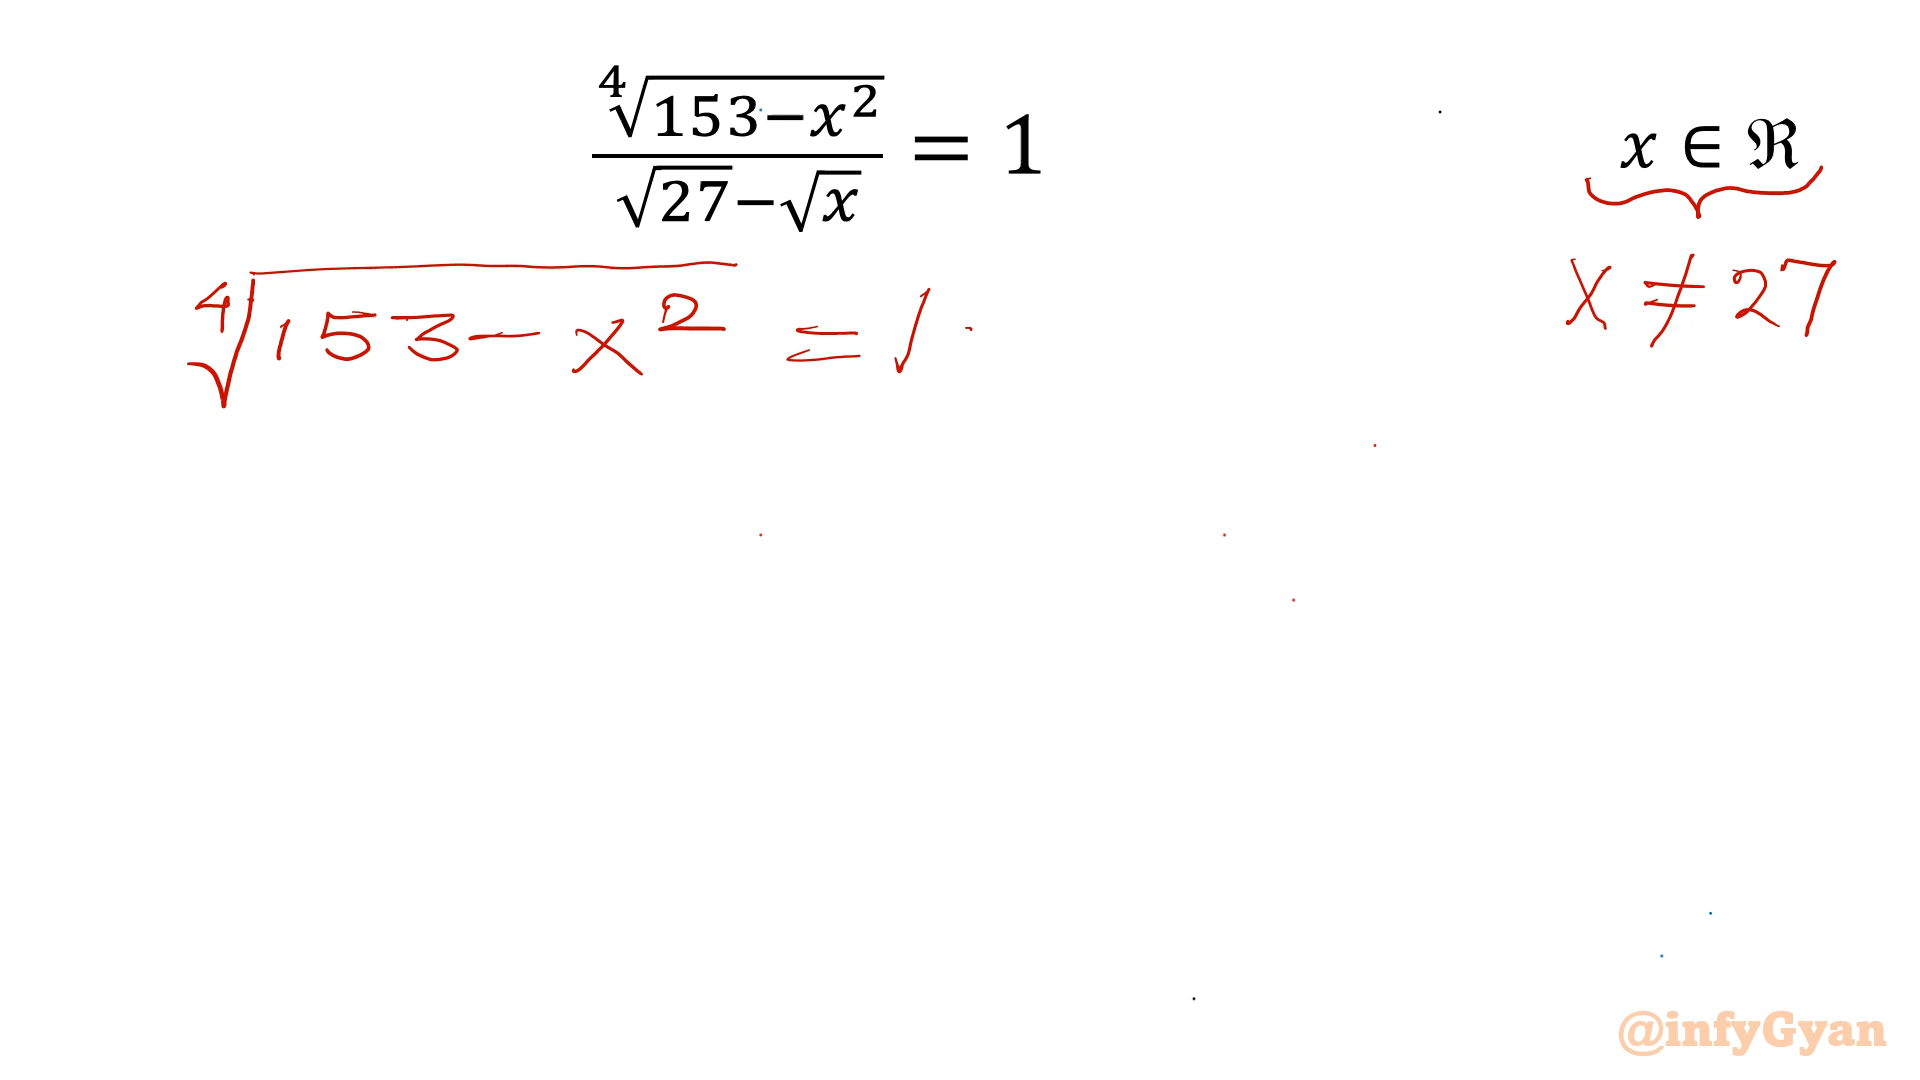 ⁴√(153−x²) / (√27−√x) = 1
x ∈ ℜ
x ≠ 27
⁴√(153−x²) = 1
@infyGyan